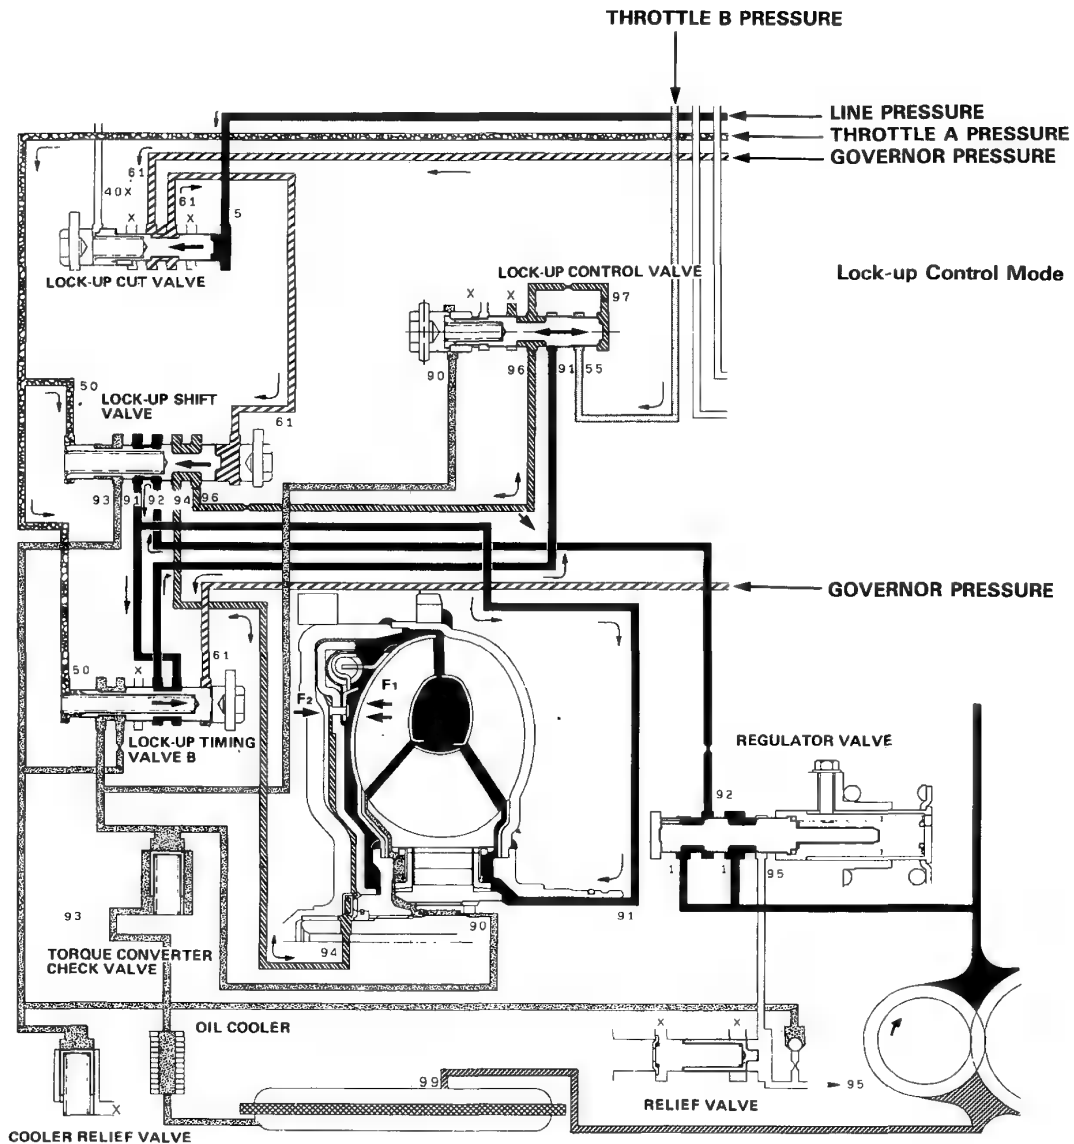 THROTTLE B PRESSURE
LINE PRESSURE
THROTTLE A PRESSURE
GOVERNOR PRESSURE
61
40X
61
X
X
5
LOCK-UP CUT VALVE
LOCK-UP CONTROL VALVE
Lock-up Control Mode
X
X
97
90
96
91
55
50
LOCK-UP SHIFT
VALVE
61
93
91
92
94
96
GOVERNOR PRESSURE
50
X
61
F2
F1
LOCK-UP TIMING
VALVE B
REGULATOR VALVE
92
1
1
95
93
TORQUE CONVERTER
CHECK VALVE
94
90
91
OIL COOLER
X
X
99
95
RELIEF VALVE
X
COOLER RELIEF VALVE